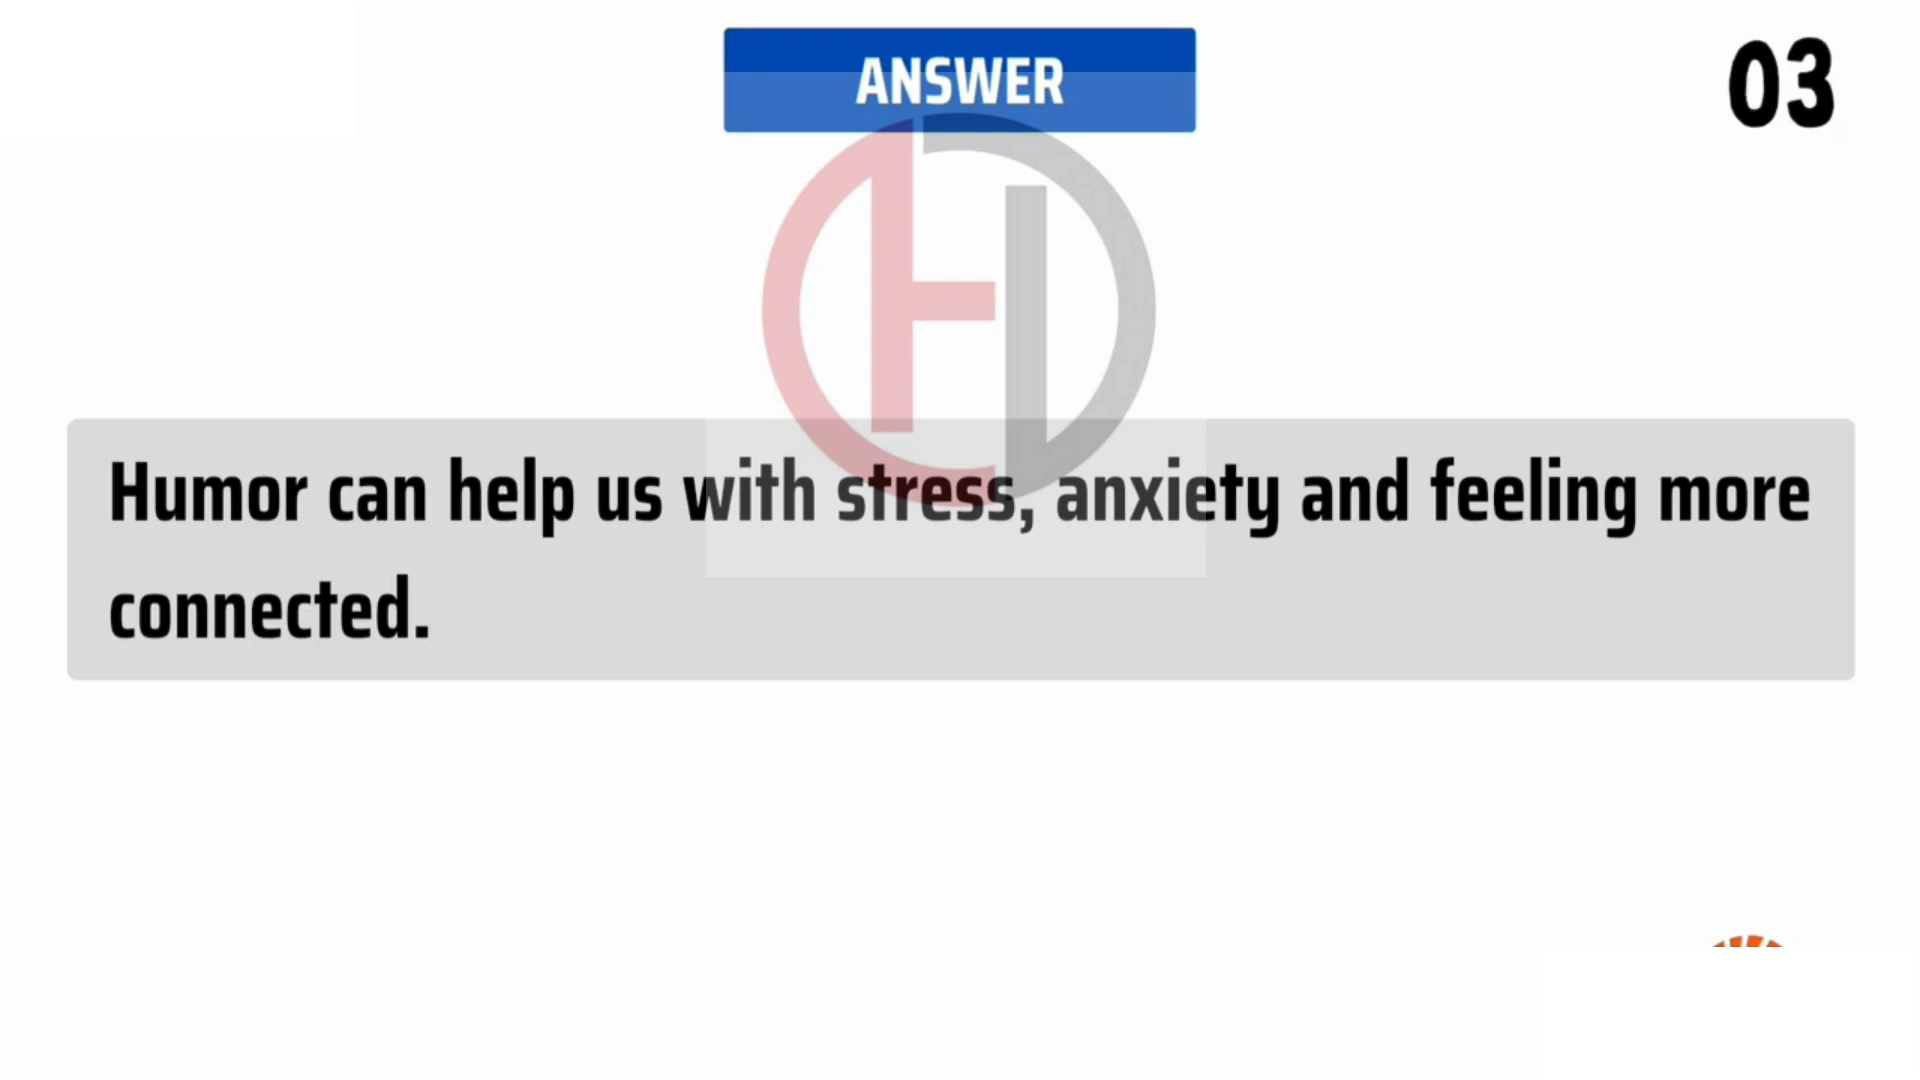 ANSWER
03
Humor can help us with stress, anxiety and feeling more
connected.